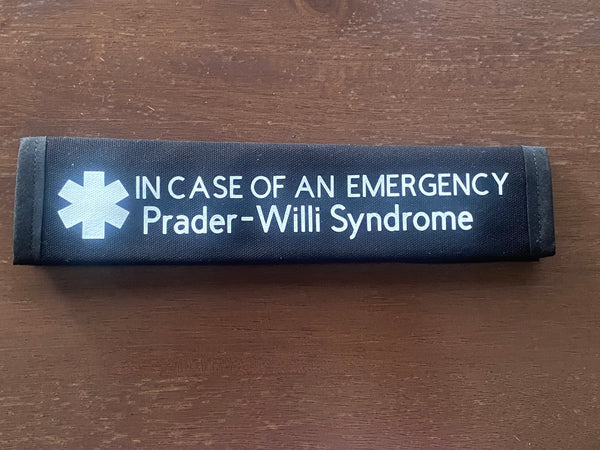 IN CASE OF AN EMERGENCY
Prader-Willi Syndrome